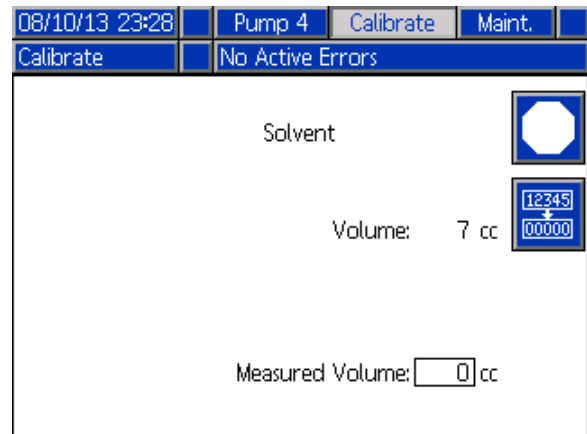 08/10/13 23:28 Pump 4 Calibrate Maint.
Calibrate No Active Errors
Solvent
12345
Volume: 7 cc 00000
Measured Volume: 0 cc